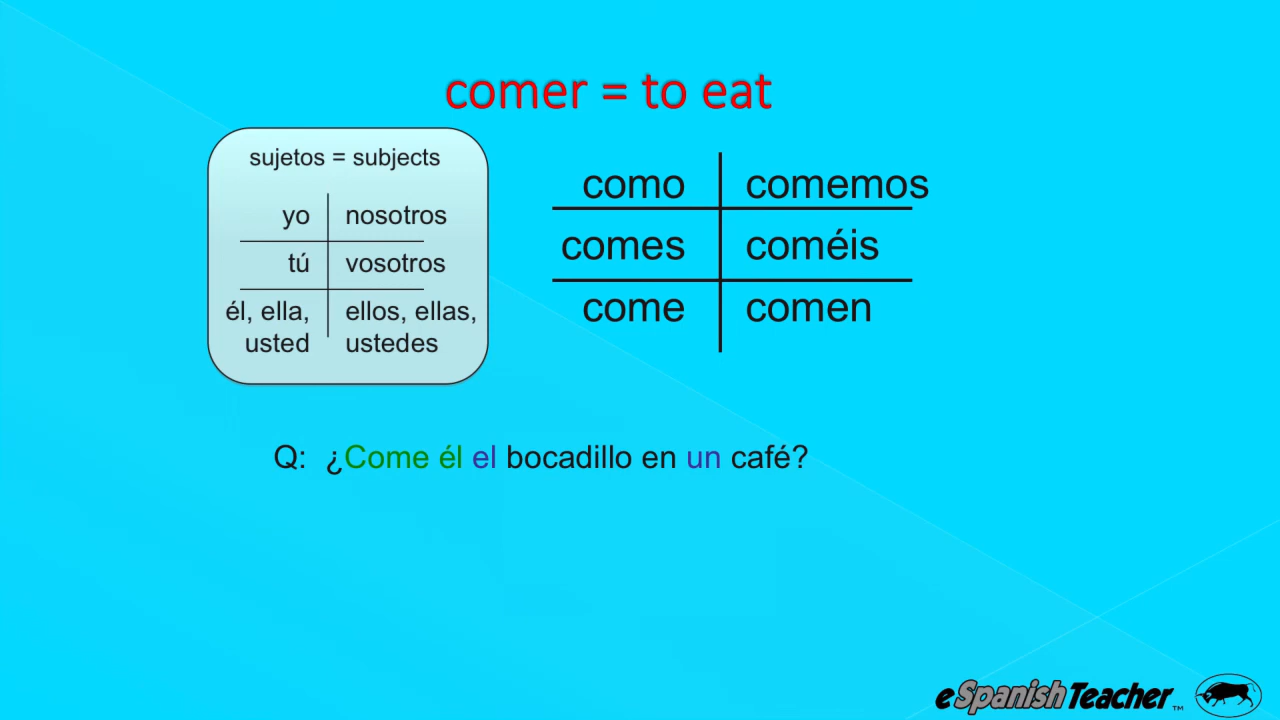 comer = to eat
sujetos = subjects
yo nosotros
tú vosotros
él, ella, ellos, ellas,
usted ustedes
como comemos
comes coméis
come comen
Q: ¿Come él el bocadillo en un café?
eSpanishTeacher™